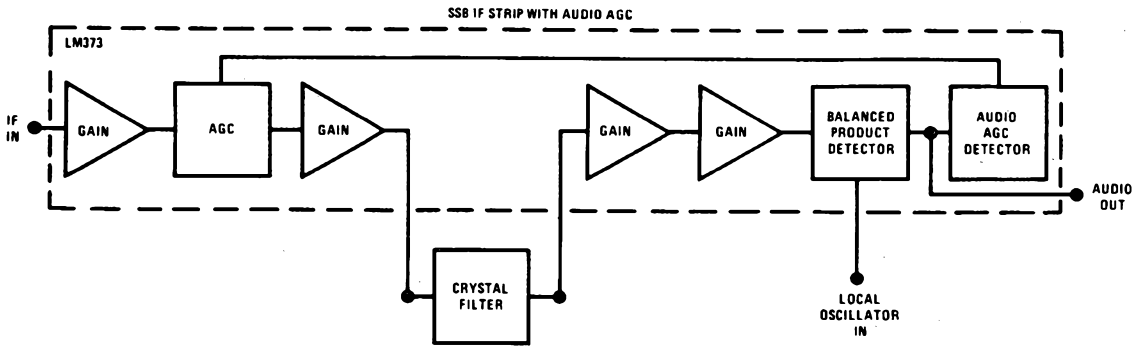 SSB IF STRIP WITH AUDIO AGC
LM373
IF
IN
GAIN
AGC
GAIN
GAIN
GAIN
BALANCED
PRODUCT
DETECTOR
AUDIO
AGC
DETECTOR
AUDIO
OUT
CRYSTAL
FILTER
LOCAL
OSCILLATOR
IN